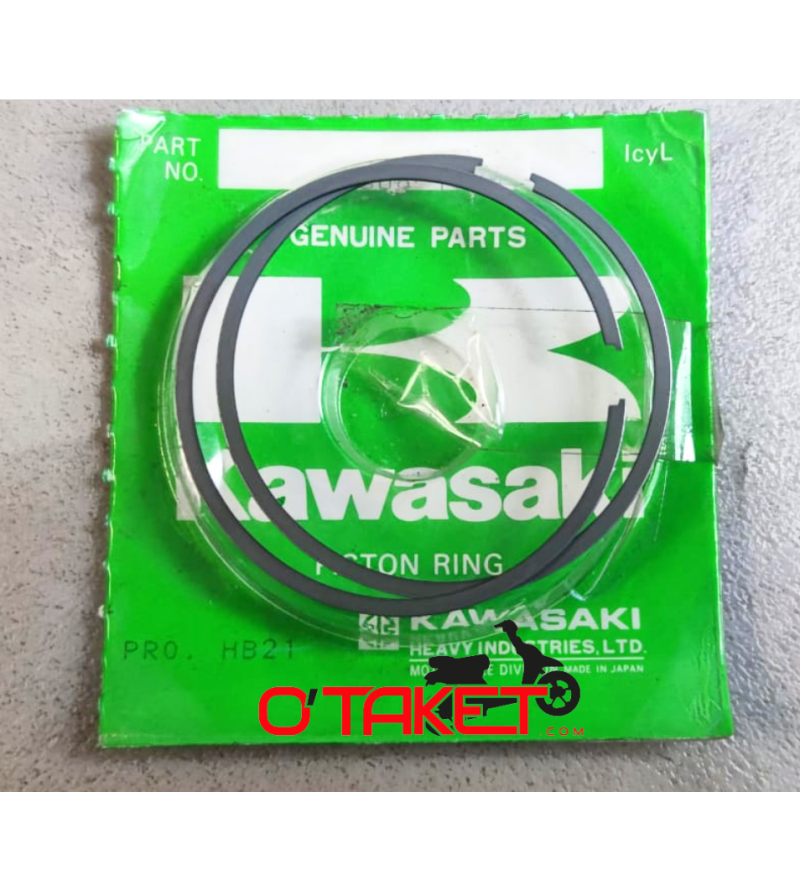 PART NO.
IcyL
GENUINE PARTS
Kawasaki
PISTON RING
KAWASAKI
HEAVY INDUSTRIES, LTD.
MADE IN JAPAN
PRO. HB21
O'TAKET
.COM